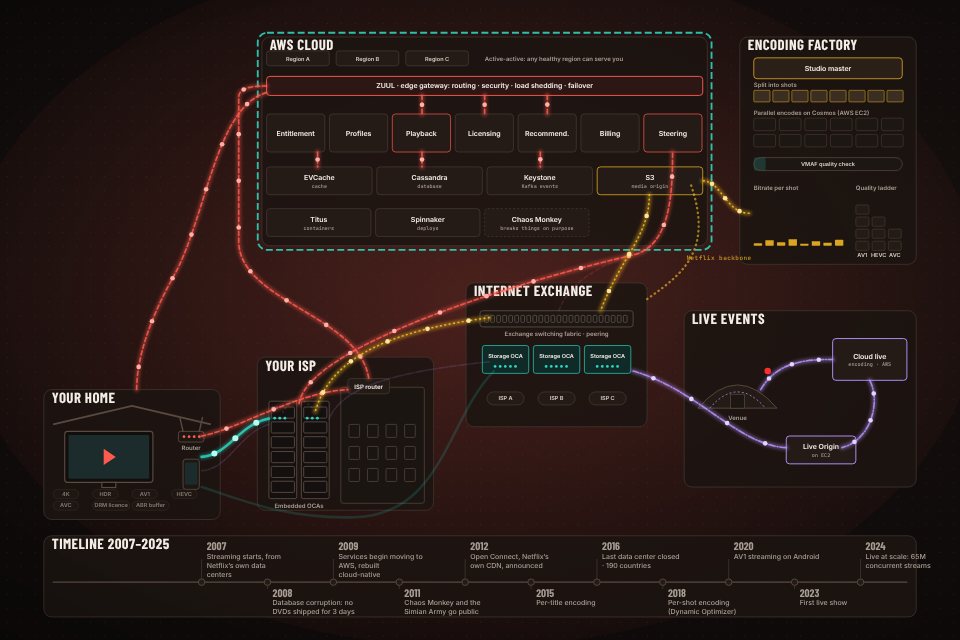 AWS CLOUD
Region A
Region B
Region C
Active-active: any healthy region can serve you
ZUUL · edge gateway: routing · security · load shedding · failover
Entitlement
Profiles
Playback
Licensing
Recommend.
Billing
Steering
EVCache
cache
Cassandra
database
Keystone
Kafka events
S3
media origin
Titus
containers
Spinnaker
deploys
Chaos Monkey
breaks things on purpose
ENCODING FACTORY
Studio master
Split into shots
Parallel encodes on Cosmos (AWS EC2)
VMAF quality check
Bitrate per shot
Quality ladder
AV1
HEVC
AVC
Netflix backbone
INTERNET EXCHANGE
Exchange switching fabric · peering
Storage OCA
Storage OCA
Storage OCA
ISP A
ISP B
ISP C
LIVE EVENTS
Cloud live
encoding · ARS
Venue
Live Origin
on EC2
YOUR ISP
ISP router
Embedded OCAs
YOUR HOME
Router
4K
HDR
AV1
HEVC
AVC
DRM licence
ABR buffer
TIMELINE 2007–2025
2007
Streaming starts, from
Netflix's own data
centers
2008
Database corruption: no
DVDs shipped for 3 days
2009
Services begin moving to
AWS, rebuilt
cloud-native
2011
Chaos Monkey and the
Simian Army go public
2012
Open Connect, Netflix's
own CDN, announced
2015
Per-title encoding
2016
Last data center closed
· 190 countries
2018
Per-shot encoding
(Dynamic Optimizer)
2020
AV1 streaming on Android
2023
First live show
2024
Live at scale: 65M
concurrent streams